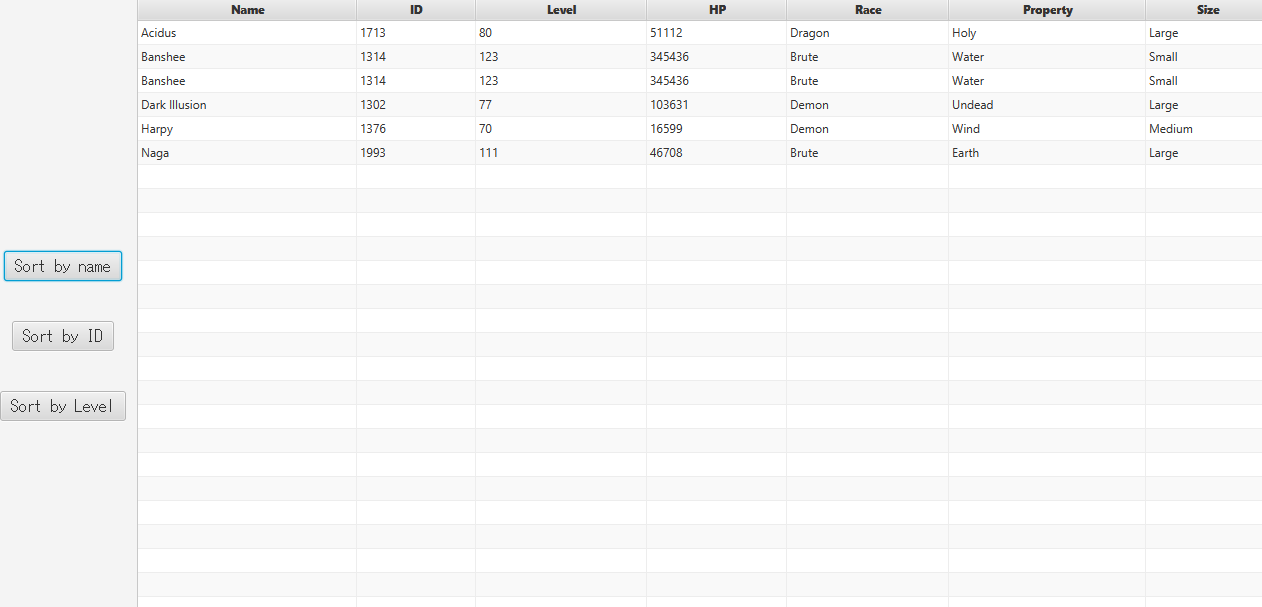 Name ID Level HP Race Property Size
Acidus 1713 80 51112 Dragon Holy Large
Banshee 1314 123 345436 Brute Water Small
Banshee 1314 123 345436 Brute Water Small
Dark Illusion 1302 77 103631 Demon Undead Large
Harpy 1376 70 16599 Demon Wind Medium
Naga 1993 111 46708 Brute Earth Large
Sort by name
Sort by ID
Sort by Level